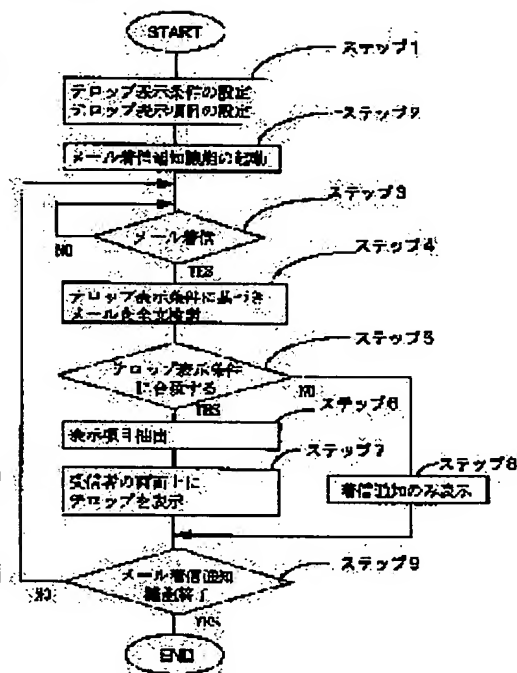 START
ステップ1
テロップ表示条件の設定
テロップ表示項目の設定
ステップ2
メール着信通知機能の起動
ステップ3
メール着信
NO
YES
ステップ4
テロップ表示条件に基づき
メールを全文検索
ステップ5
テロップ表示条件
に合致する
NO
YES
ステップ6
表示項目抽出
ステップ7
受信者の画面上に
テロップを表示
ステップ8
着信通知のみ表示
ステップ9
メール着信通知
機能終了
NO
YES
END